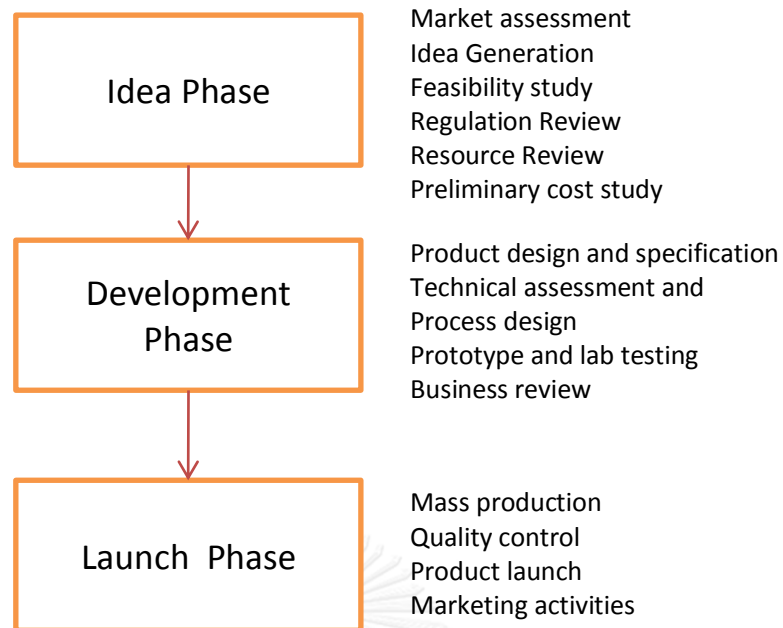 Idea Phase
Market assessment
Idea Generation
Feasibility study
Regulation Review
Resource Review
Preliminary cost study
Development
Phase
Product design and specification
Technical assessment and
Process design
Prototype and lab testing
Business review
Launch Phase
Mass production
Quality control
Product launch
Marketing activities